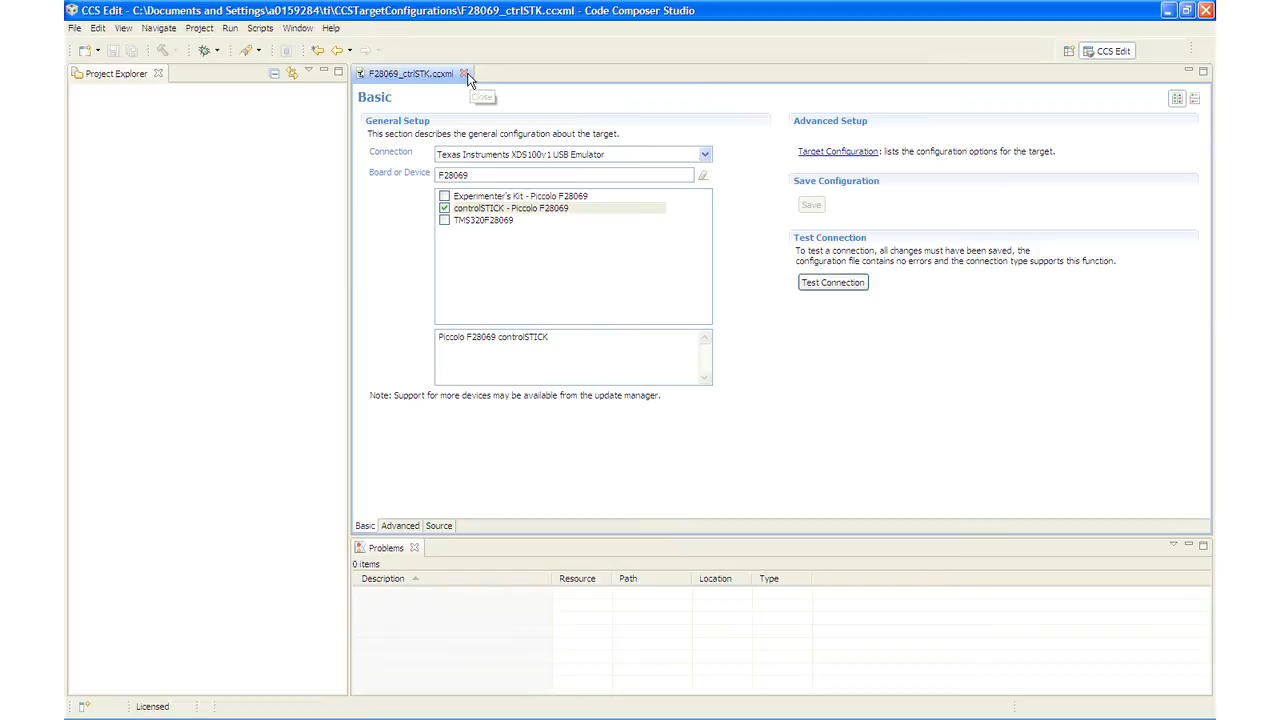 CCS Edit - C:\Documents and Settings\a0159284\ti\CCSTargetConfigurations\F28069_ctrlSTK.ccxml - Code Composer Studio
File Edit View Navigate Project Run Scripts Window Help
CCS Edit
Project Explorer
F28069_ctrlSTK.ccxml
Close
Basic
General Setup
This section describes the general configuration about the target.
Connection Texas Instruments XDS100v1 USB Emulator
Board or Device F28069
Experimenter's Kit - Piccolo F28069
controlSTICK - Piccolo F28069
TMS320F28069
Piccolo F28069 controlSTICK
Note: Support for more devices may be available from the update manager.
Advanced Setup
Target Configuration: lists the configuration options for the target.
Save Configuration
Save
Test Connection
To test a connection, all changes must have been saved, the
configuration file contains no errors and the connection type supports this function.
Test Connection
Basic Advanced Source
Problems
0 items
Description Resource Path Location Type
Licensed